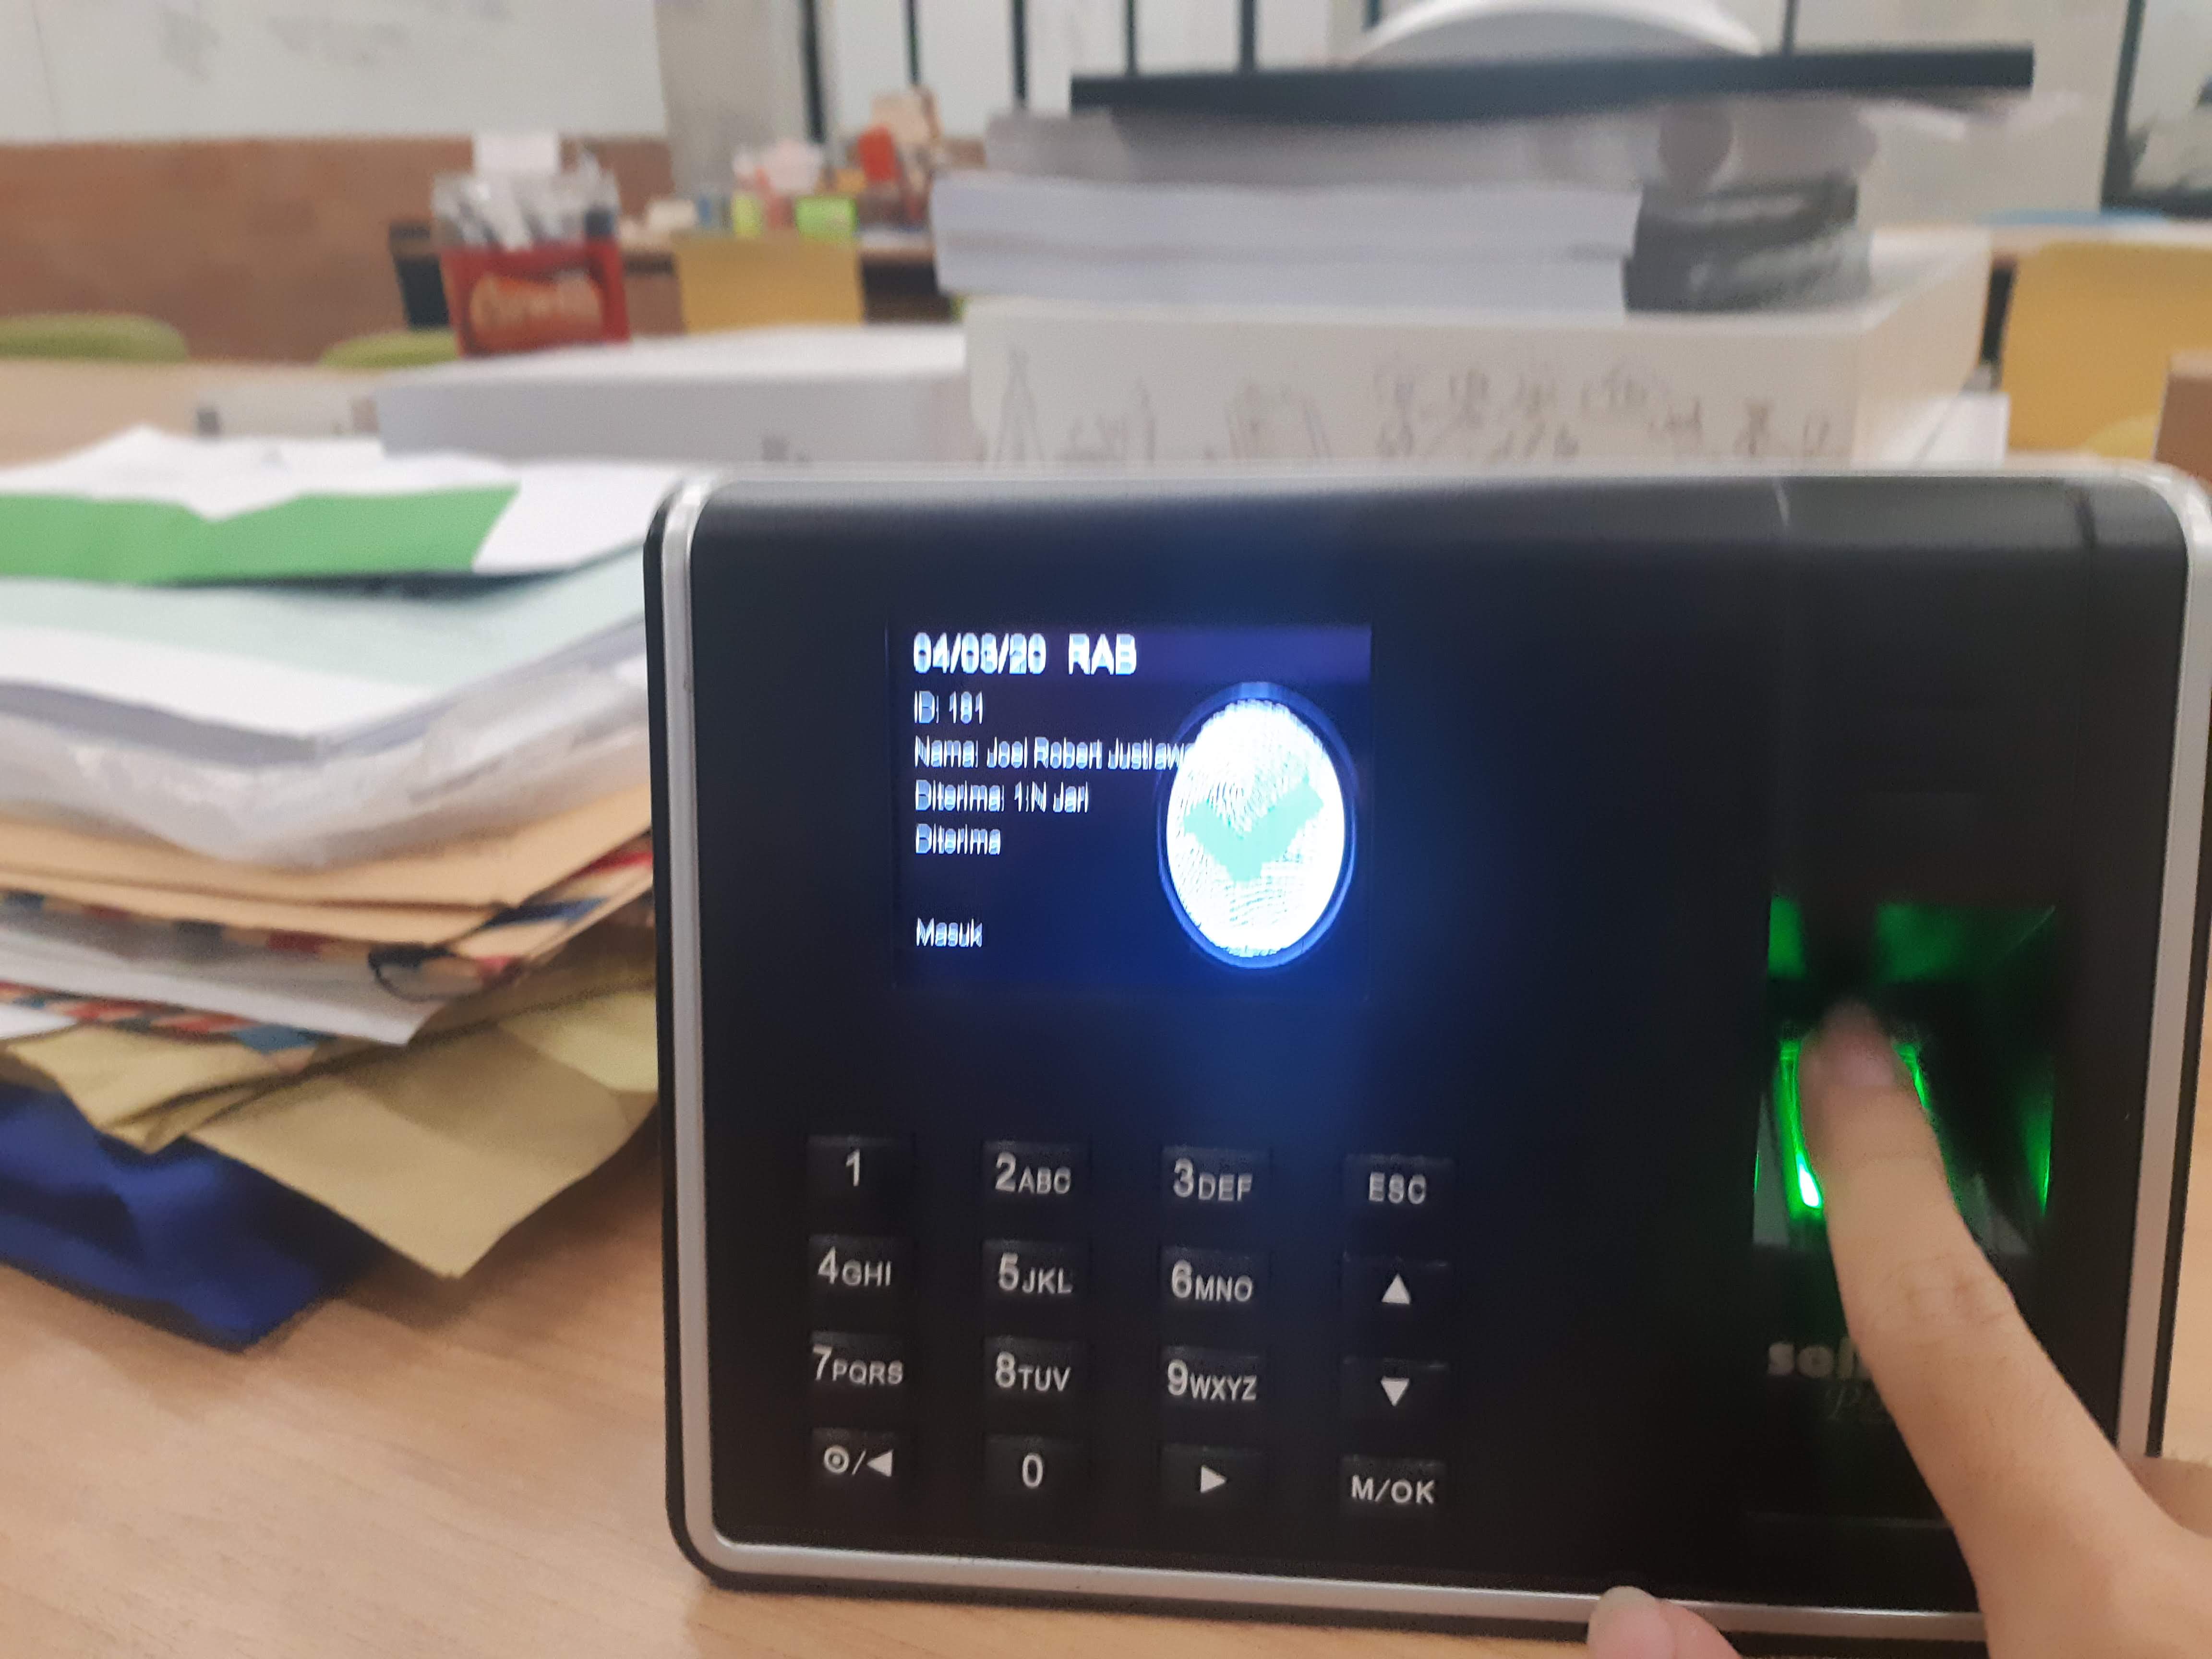 04/03/20 RAB
ID: 181
Nama: Joel Robert Justiaw
Diterima: 1:N Jari
Diterima
Masuk
1 2ABC 3DEF ESC
4GHI 5JKL 6MNO ▲
7PQRS 8TUV 9WXYZ ▼
◎/◀ 0 ▶ M/OK